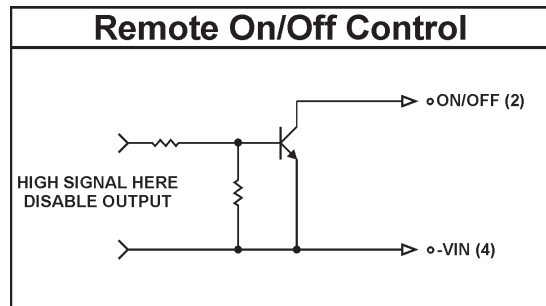 Remote On/Off Control
ON/OFF (2)
HIGH SIGNAL HERE
DISABLE OUTPUT
-VIN (4)